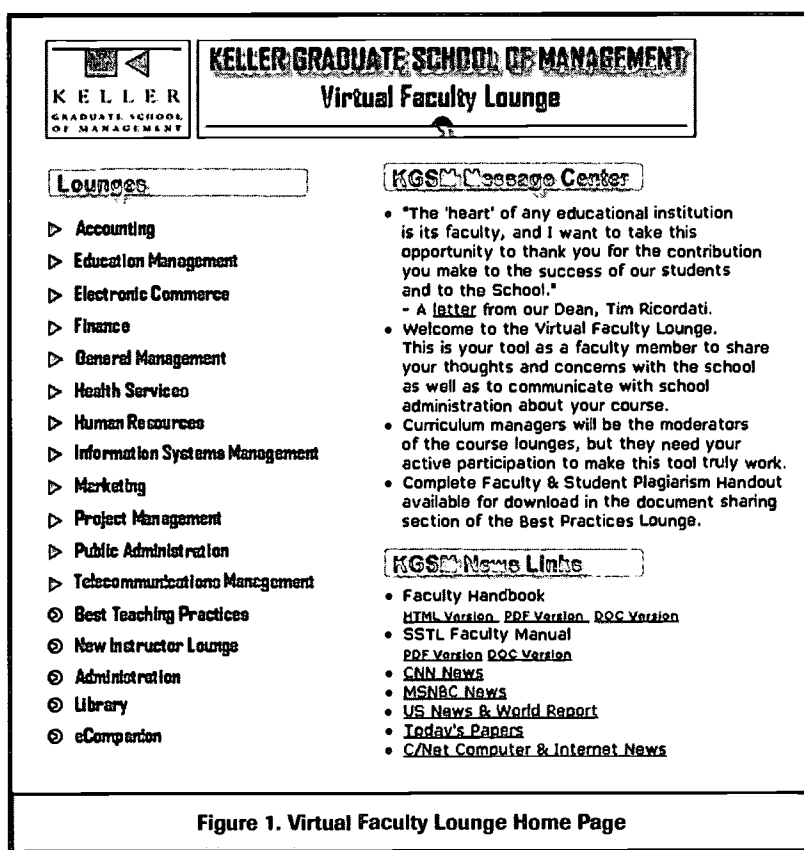 KELLER
GRADUATE SCHOOL
OF MANAGEMENT
KELLER GRADUATE SCHOOL OF MANAGEMENT
Virtual Faculty Lounge
Lounges
Accounting
Education Management
Electronic Commerce
Finance
General Management
Health Services
Human Resources
Information Systems Management
Marketing
Project Management
Public Administration
Telecommunications Management
Best Teaching Practices
New Instructor Lounge
Administration
Library
eCompanion
KGSM Message Center
• "The 'heart' of any educational institution
is its faculty, and I want to take this
opportunity to thank you for the contribution
you make to the success of our students
and to the School."
- A letter from our Dean, Tim Ricordati.
• Welcome to the Virtual Faculty Lounge.
This is your tool as a faculty member to share
your thoughts and concerns with the school
as well as to communicate with school
administration about your course.
• Curriculum managers will be the moderators
of the course lounges, but they need your
active participation to make this tool truly work.
• Complete Faculty & Student Plagiarism Handout
available for download in the document sharing
section of the Best Practices Lounge.
KGSM News Links
• Faculty Handbook
HTML Version PDF Version DOC Version
• SSTL Faculty Manual
PDF Version DOC Version
• CNN News
• MSNBC News
• US News & World Report
• Today's Papers
• C/Net Computer & Internet News
Figure 1. Virtual Faculty Lounge Home Page